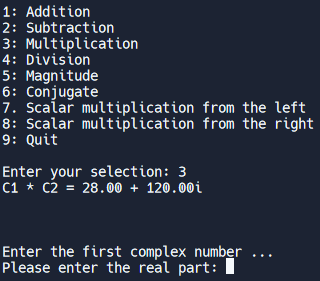 1: Addition
2: Subtraction
3: Multiplication
4: Division
5: Magnitude
6: Conjugate
7. Scalar multiplication from the left
8: Scalar multiplication from the right
9: Quit
Enter your selection: 3
C1 * C2 = 28.00 + 120.00i
Enter the first complex number ...
Please enter the real part: